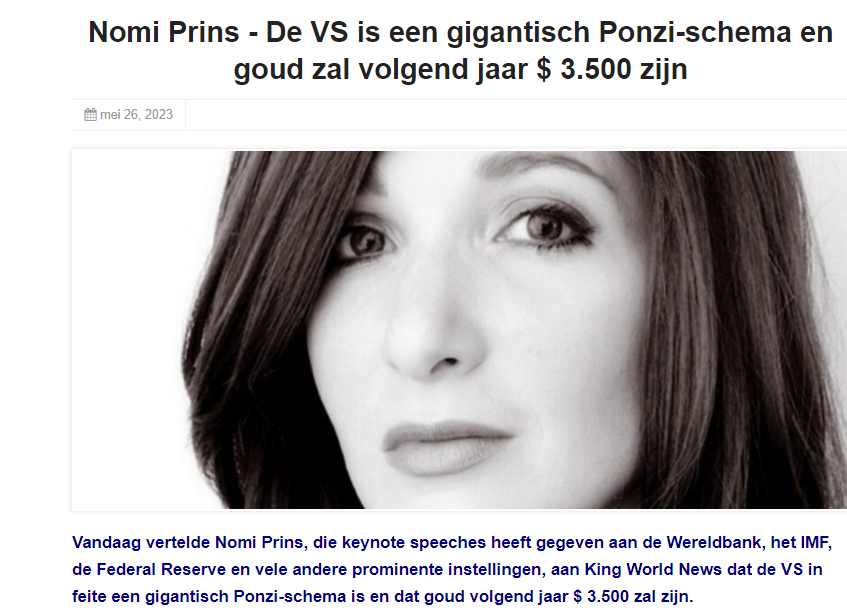 Nomi Prins - De VS is een gigantisch Ponzi-schema en
goud zal volgend jaar $ 3.500 zijn
mei 26, 2023
Vandaag vertelde Nomi Prins, die keynote speeches heeft gegeven aan de Wereldbank, het IMF,
de Federal Reserve en vele andere prominente instellingen, aan King World News dat de VS in
feite een gigantisch Ponzi-schema is en dat goud volgend jaar $ 3.500 zal zijn.